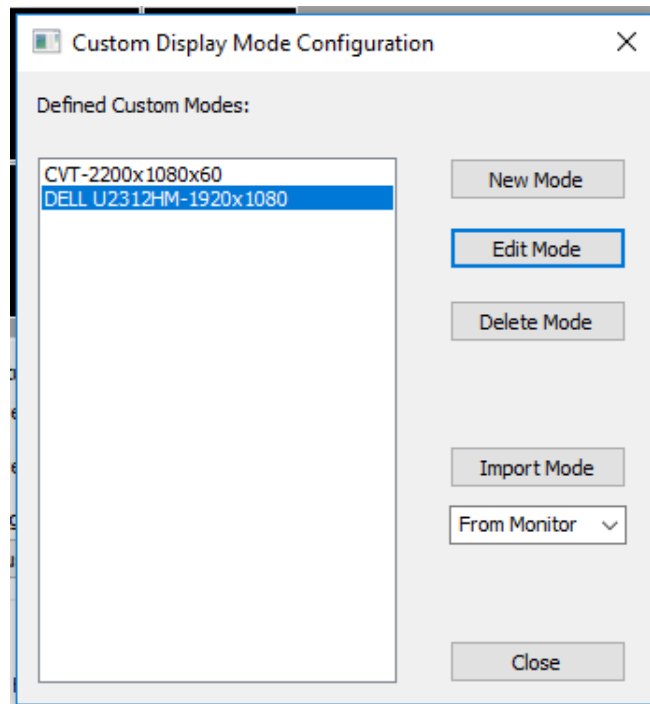 Custom Display Mode Configuration
Defined Custom Modes:
CVT-2200x1080x60
DELL U2312HM-1920x1080
New Mode
Edit Mode
Delete Mode
Import Mode
From Monitor
Close